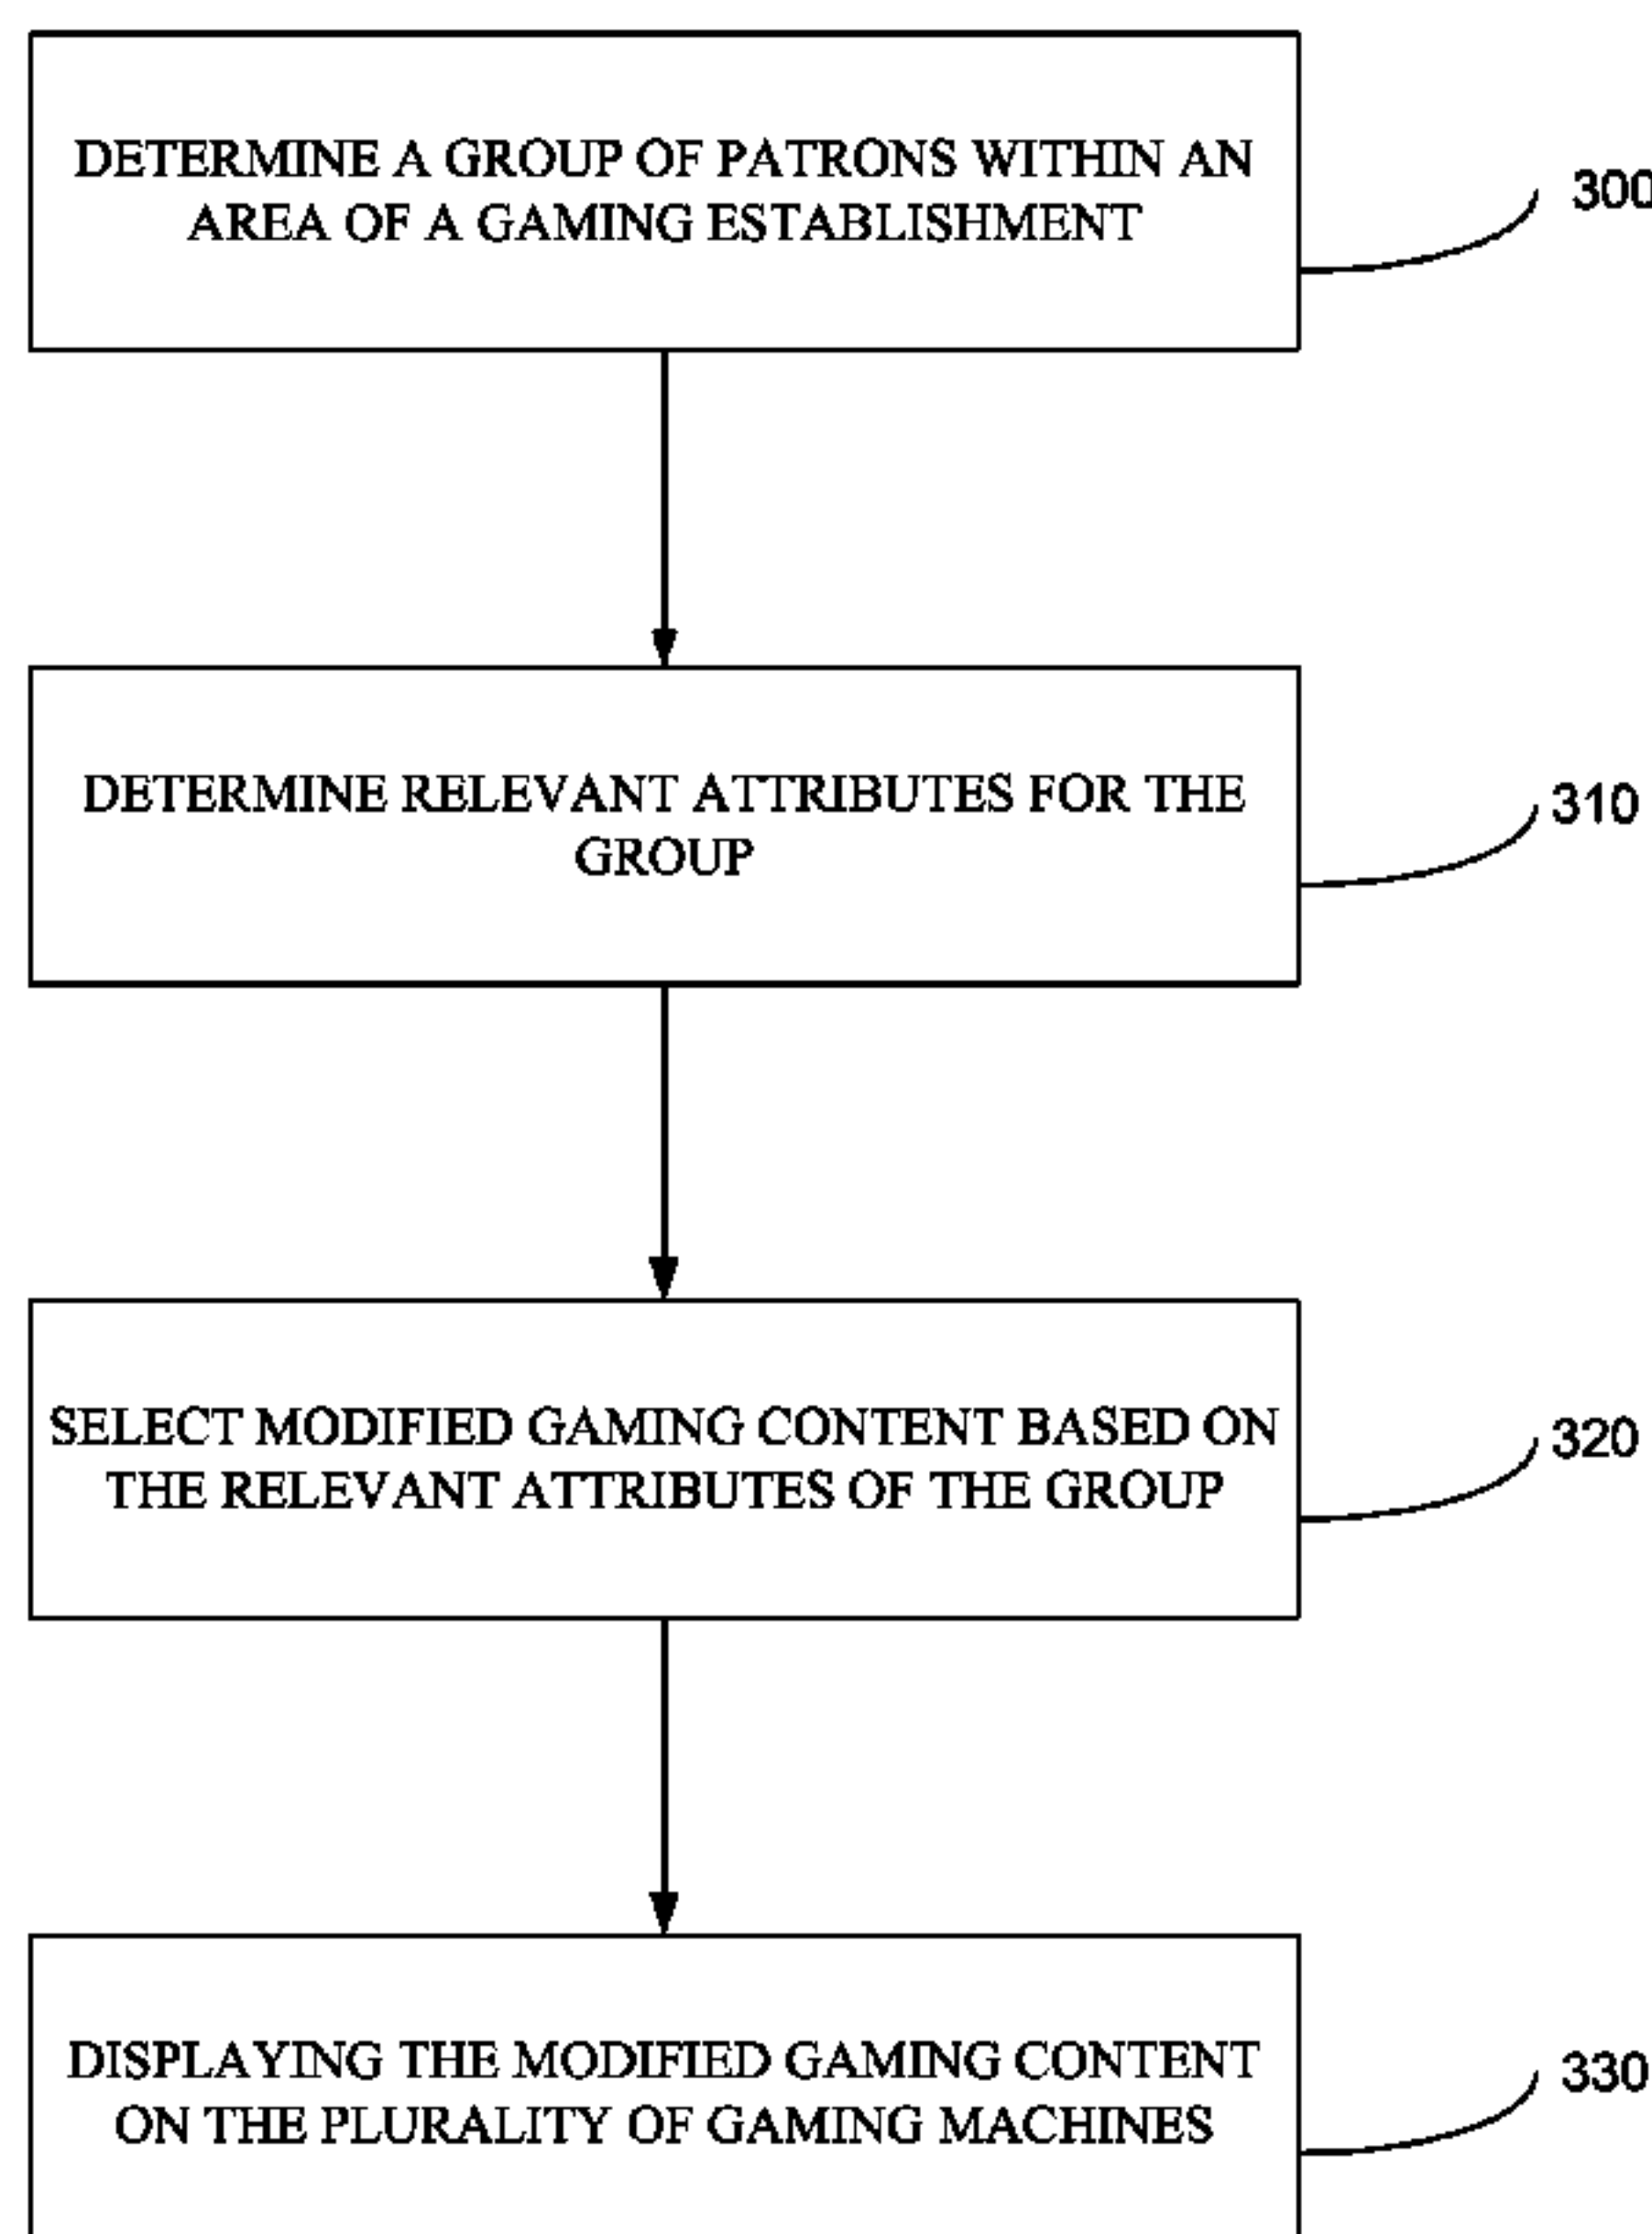 DETERMINE A GROUP OF PATRONS WITHIN AN
AREA OF A GAMING ESTABLISHMENT
300
DETERMINE RELEVANT ATTRIBUTES FOR THE
GROUP
310
SELECT MODIFIED GAMING CONTENT BASED ON
THE RELEVANT ATTRIBUTES OF THE GROUP
320
DISPLAYING THE MODIFIED GAMING CONTENT
ON THE PLURALITY OF GAMING MACHINES
330